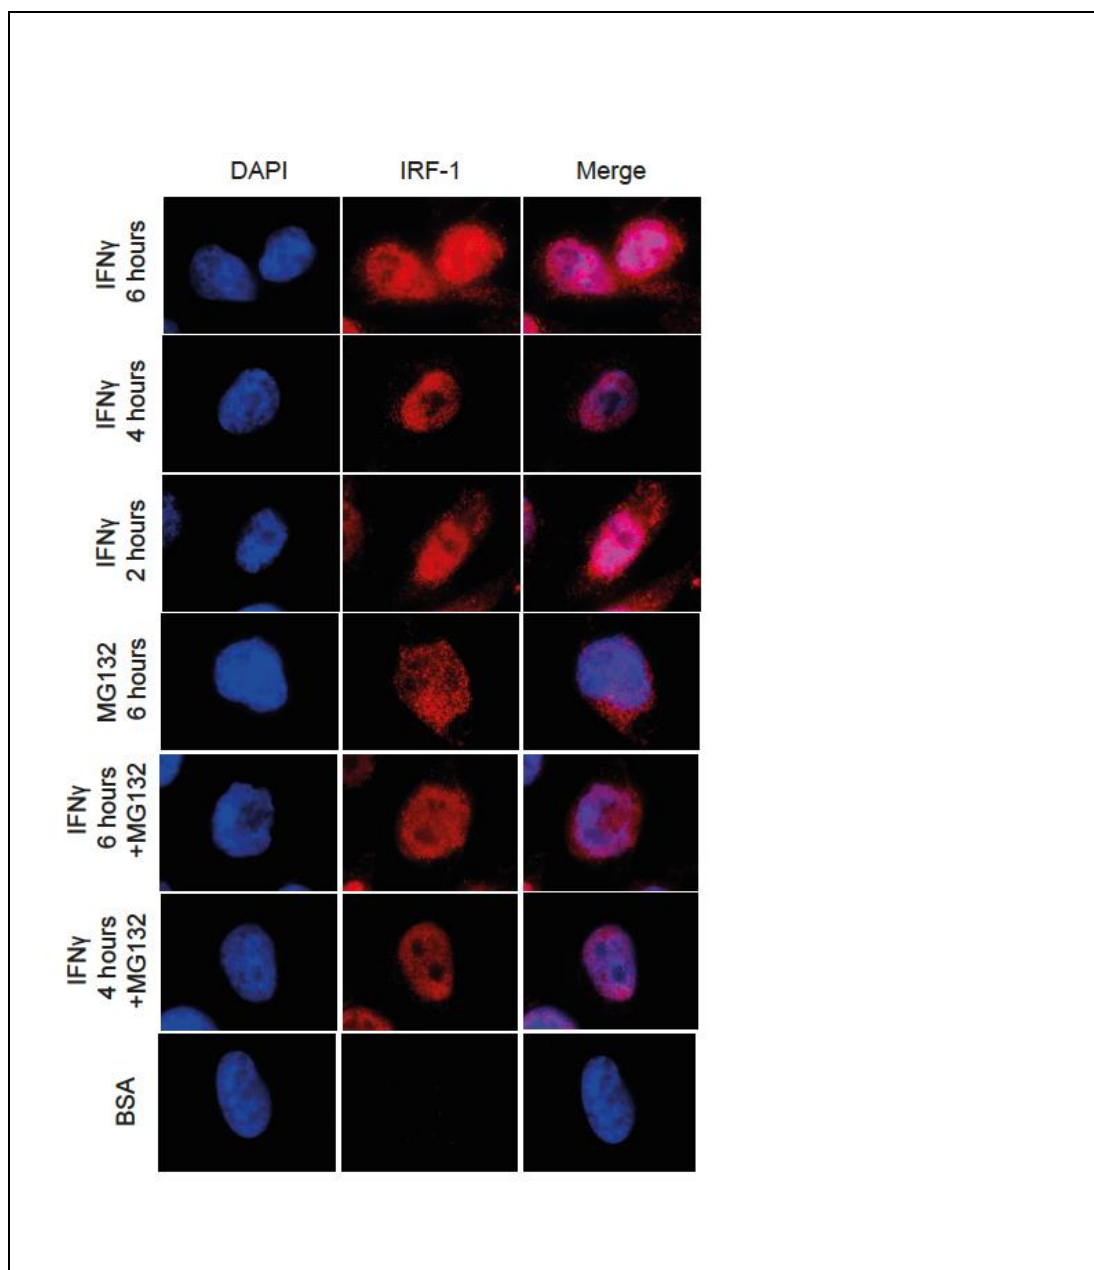 DAPI IRF-1 Merge
IFNγ
6 hours
IFNγ
4 hours
IFNγ
2 hours
MG132
6 hours
IFNγ
6 hours
+MG132
IFNγ
4 hours
+MG132
BSA